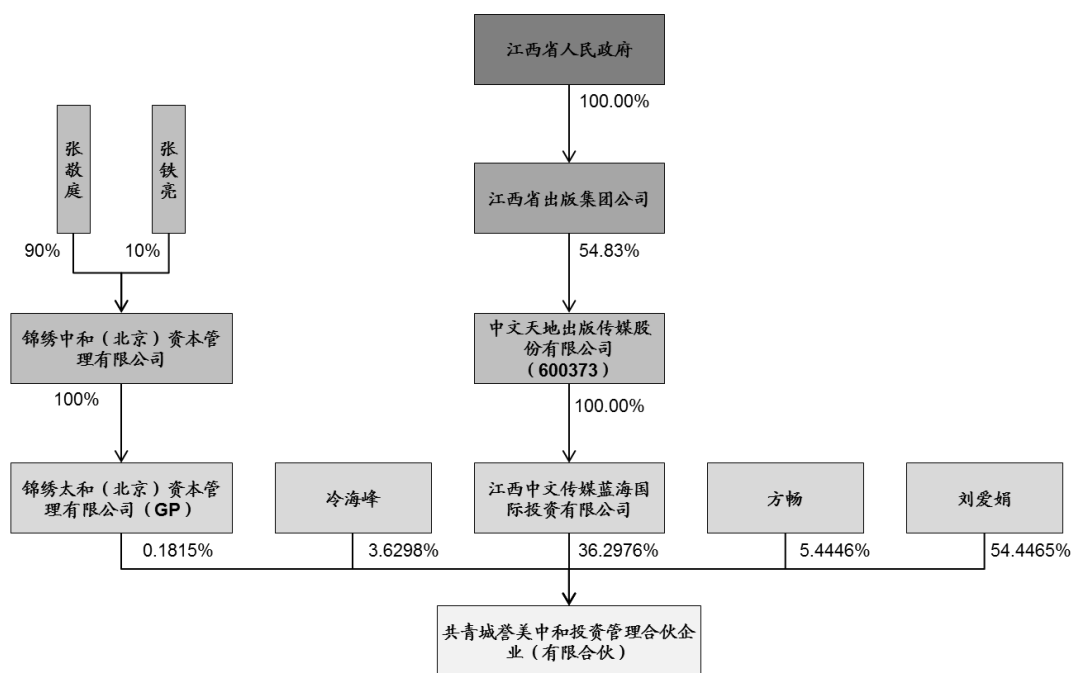 江西省人民政府
100.00%
张敬庭
张铁亮
江西省出版集团公司
90%
10%
54.83%
锦绣中和（北京）资本管
理有限公司
中文天地出版传媒股
份有限公司
（600373）
100%
100.00%
锦绣太和（北京）资本管
理有限公司（GP）
冷海峰
江西中文传媒蓝海国
际投资有限公司
方畅
刘爱娟
0.1815%
3.6298%
36.2976%
5.4446%
54.4465%
共青城誉美中和投资管理合伙企
业（有限合伙）